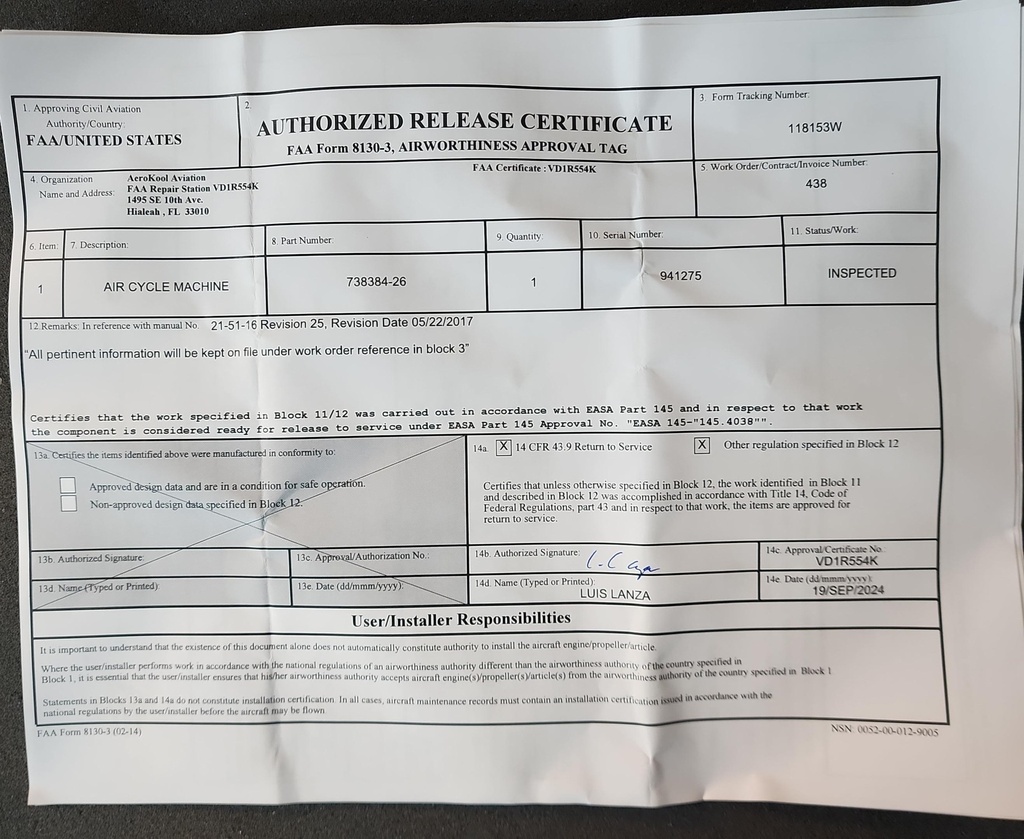 1. Approving Civil Aviation
Authority/Country:
FAA/UNITED STATES
2.
AUTHORIZED RELEASE CERTIFICATE
FAA Form 8130-3, AIRWORTHINESS APPROVAL TAG
FAA Certificate : VD1R554K
3. Form Tracking Number:
118153W
4. Organization
Name and Address:
AeroKool Aviation
FAA Repair Station VD1R554K
1495 SE 10th Ave.
Hialeah , FL 33010
5. Work Order/Contract/Invoice Number:
438
6. Item:
7. Description:
8. Part Number:
9. Quantity:
10. Serial Number:
11. Status/Work:
1
AIR CYCLE MACHINE
738384-26
1
941275
INSPECTED
12.Remarks: In reference with manual No. 21-51-16 Revision 25, Revision Date 05/22/2017
"All pertinent information will be kept on file under work order reference in block 3"
Certifies that the work specified in Block 11/12 was carried out in accordance with EASA Part 145 and in respect to that work
the component is considered ready for release to service under EASA Part 145 Approval No. "EASA 145-"145.4038"".
13a. Certifies the items identified above were manufactured in conformity to:
Approved design data and are in a condition for safe operation.
Non-approved design data specified in Block 12.
14a. X 14 CFR 43.9 Return to Service
X Other regulation specified in Block 12
Certifies that unless otherwise specified in Block 12, the work identified in Block 11
and described in Block 12 was accomplished in accordance with Title 14, Code of
Federal Regulations, part 43 and in respect to that work, the items are approved for
return to service.
13b. Authorized Signature:
13c. Approval/Authorization No.:
14b. Authorized Signature:
14c. Approval/Certificate No.
VD1R554K
13d. Name (Typed or Printed):
13e. Date (dd/mmm/yyyy):
14d. Name (Typed or Printed):
LUIS LANZA
14e. Date (dd/mmm/yyyy):
19/SEP/2024
User/Installer Responsibilities
It is important to understand that the existence of this document alone does not automatically constitute authority to install the aircraft engine/propeller/article.
Where the user/installer performs work in accordance with the national regulations of an airworthiness authority different than the airworthiness authority of the country specified in
Block 1, it is essential that the user/installer ensures that his/her airworthiness authority accepts aircraft engine(s)/propeller(s)/article(s) from the airworthiness authority of the country specified in Block 1
Statements in Blocks 13a and 14a do not constitute installation certification. In all cases, aircraft maintenance records must contain an installation certification issued in accordance with the
national regulations by the user/installer before the aircraft may be flown.
FAA Form 8130-3 (02-14)
NSN: 0052-00-012-9005